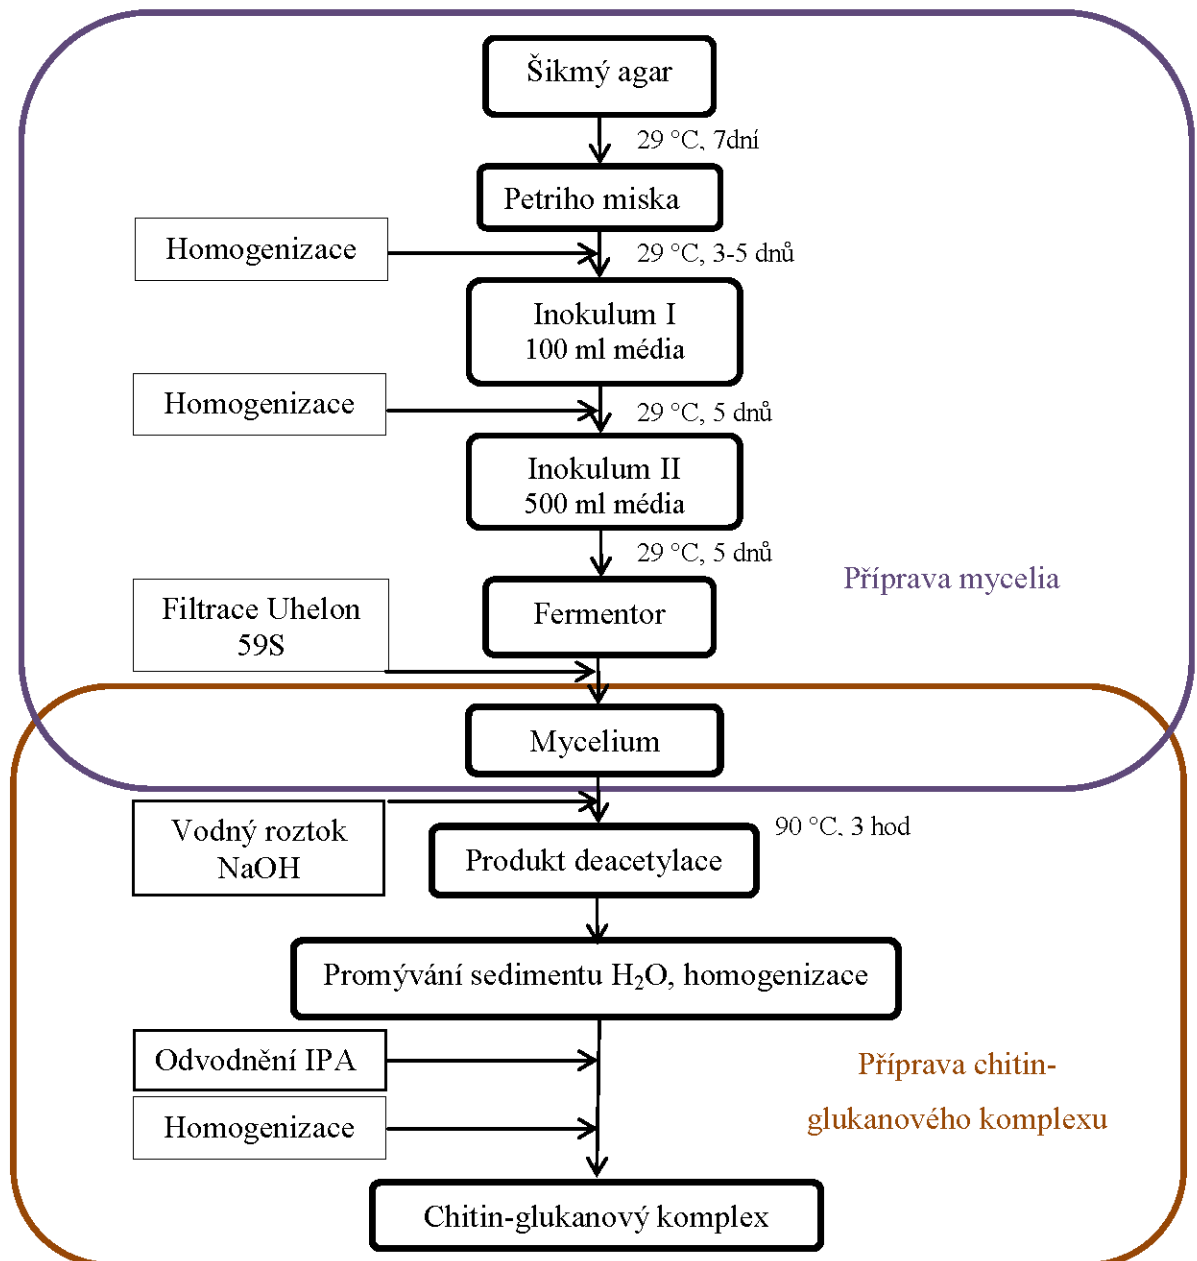 Šikmý agar
29 °C, 7dní
Petriho miska
Homogenizace
29 °C, 3-5 dnů
Inokulum I
100 ml média
Homogenizace
29 °C, 5 dnů
Inokulum II
500 ml média
29 °C, 5 dnů
Příprava mycelia
Filtrace Uhelon
59S
Fermentor
Mycelium
Vodný roztok
NaOH
90 °C, 3 hod
Produkt deacetylace
Promývání sedimentu H₂O, homogenizace
Odvodnění IPA
Homogenizace
Příprava chitin-
glukanového komplexu
Chitin-glukanový komplex